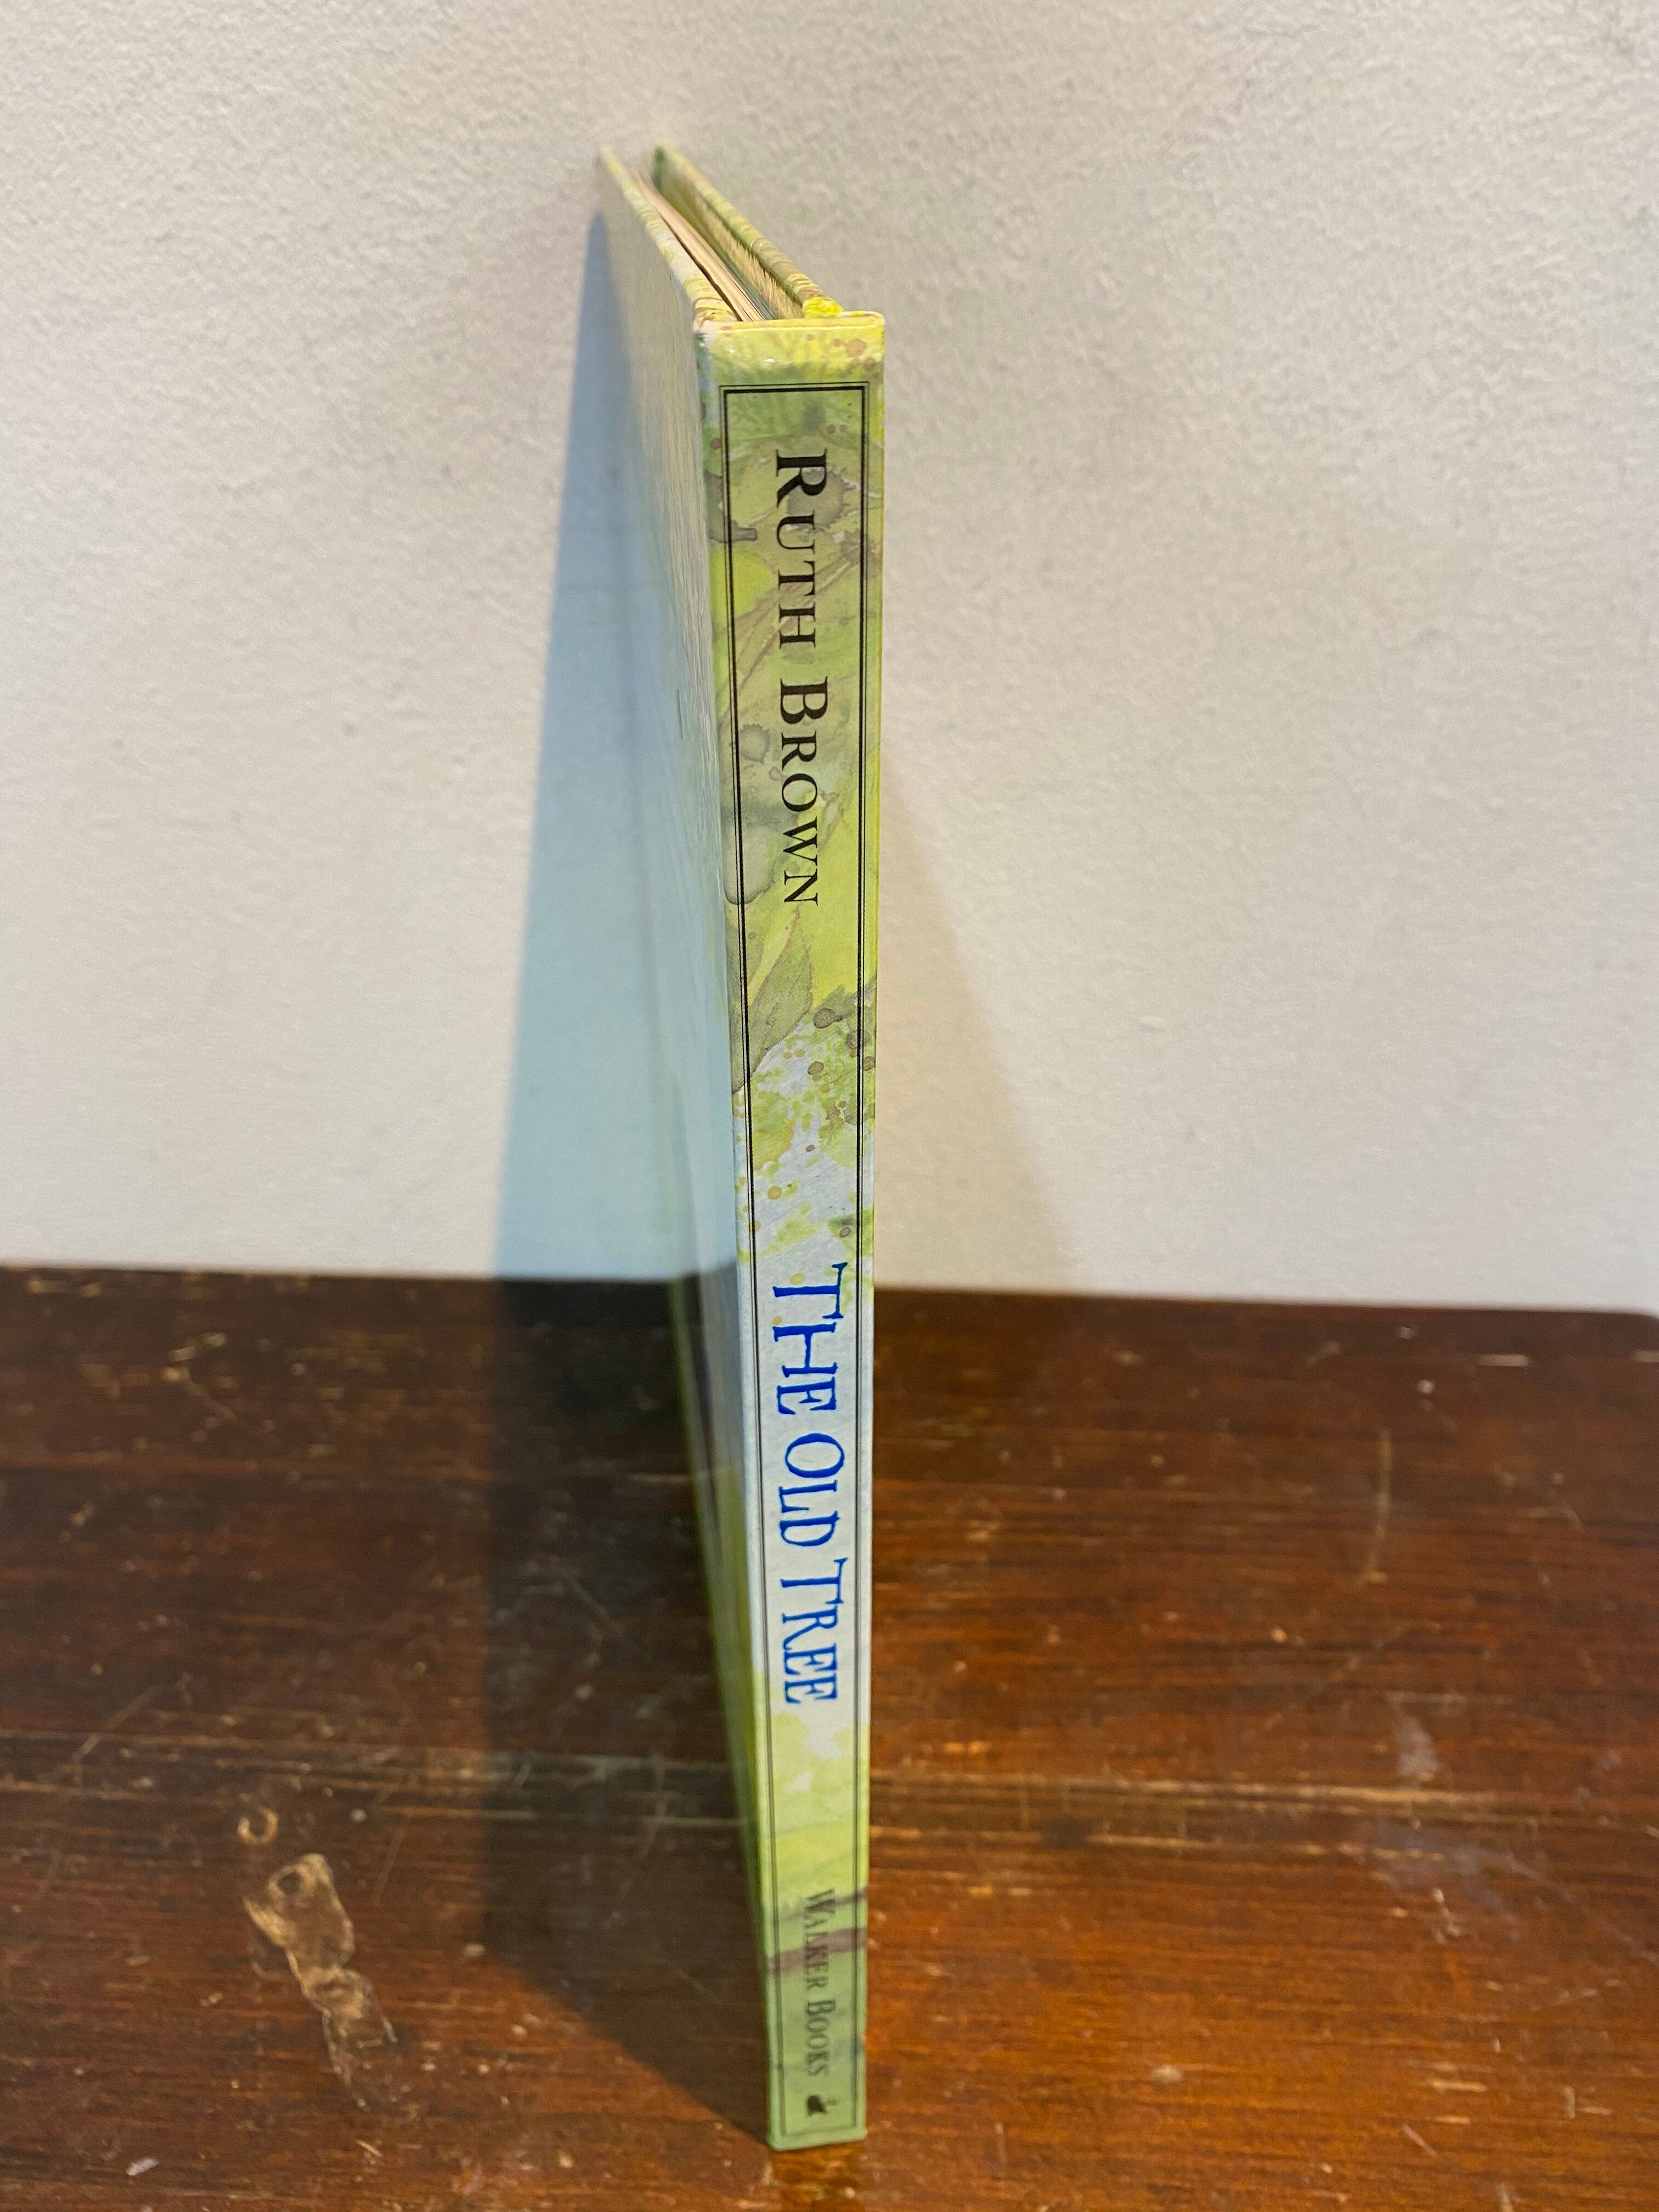 RUTH BROWN
THE OLD TREE
WALKER BOOKS